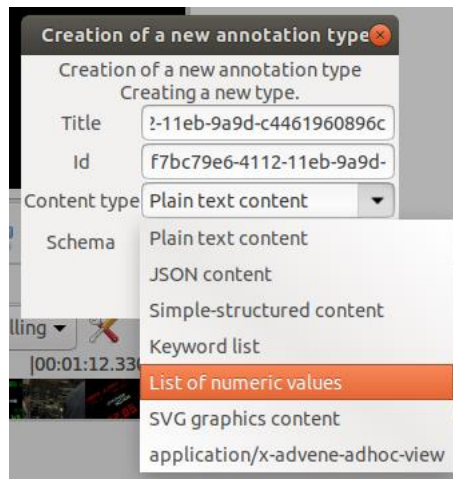 Creation of a new annotation type
Creation of a new annotation type
Creating a new type.
Title 2-11eb-9a9d-c4461960896c
Id f7bc79e6-4112-11eb-9a9d-
Content type Plain text content
Schema Plain text content
JSON content
Simple-structured content
Keyword list
lling
|00:01:12.330
List of numeric values
SVG graphics content
application/x-advene-adhoc-view